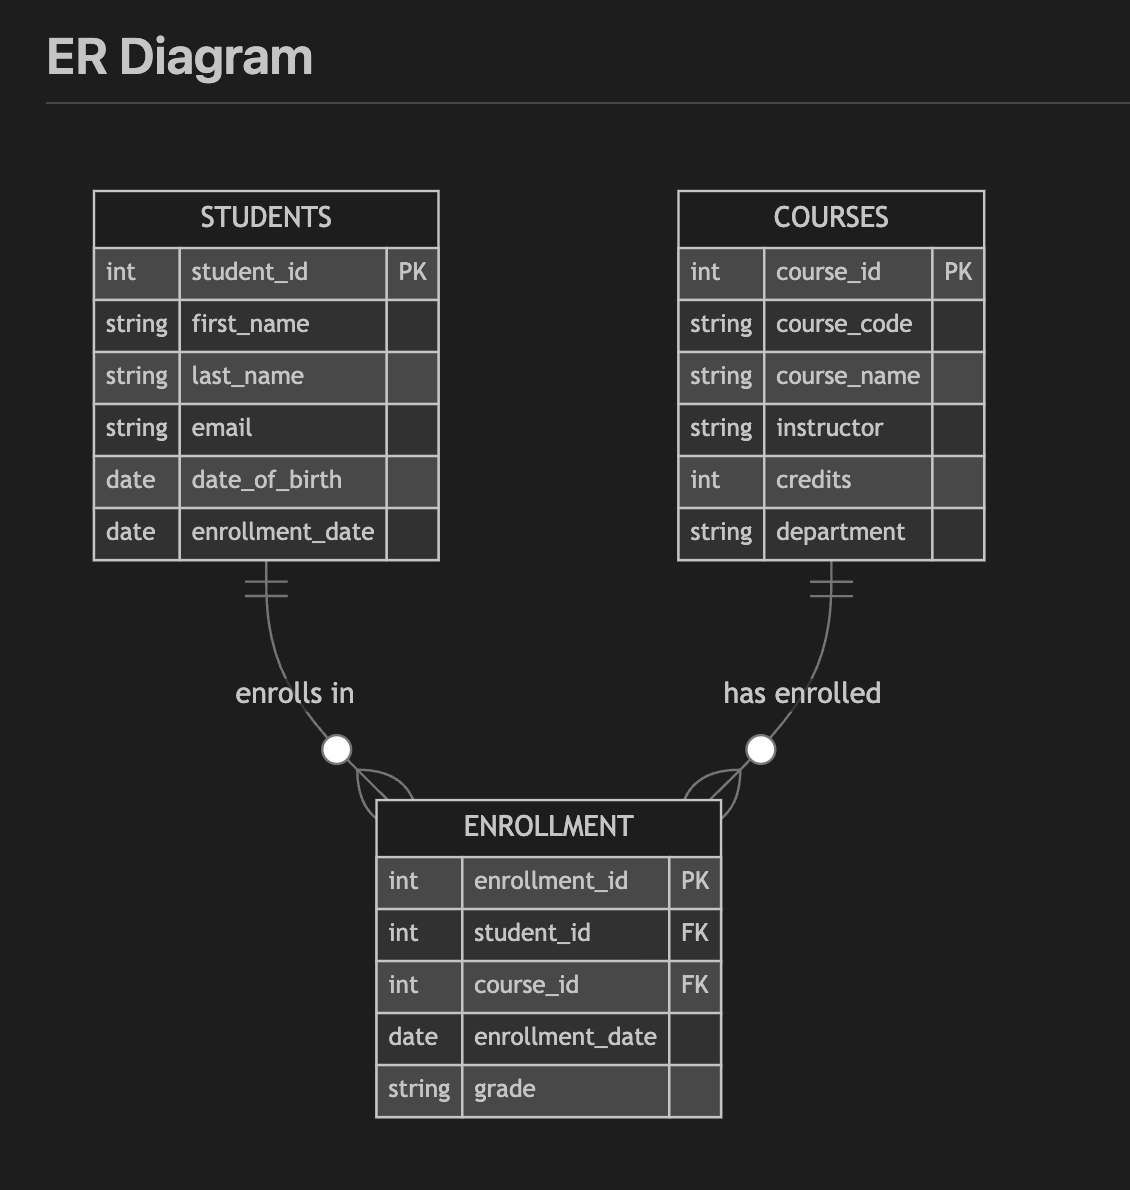 ER Diagram
STUDENTS
int student_id PK
string first_name
string last_name
string email
date date_of_birth
date enrollment_date
COURSES
int course_id PK
string course_code
string course_name
string instructor
int credits
string department
enrolls in
has enrolled
ENROLLMENT
int enrollment_id PK
int student_id FK
int course_id FK
date enrollment_date
string grade